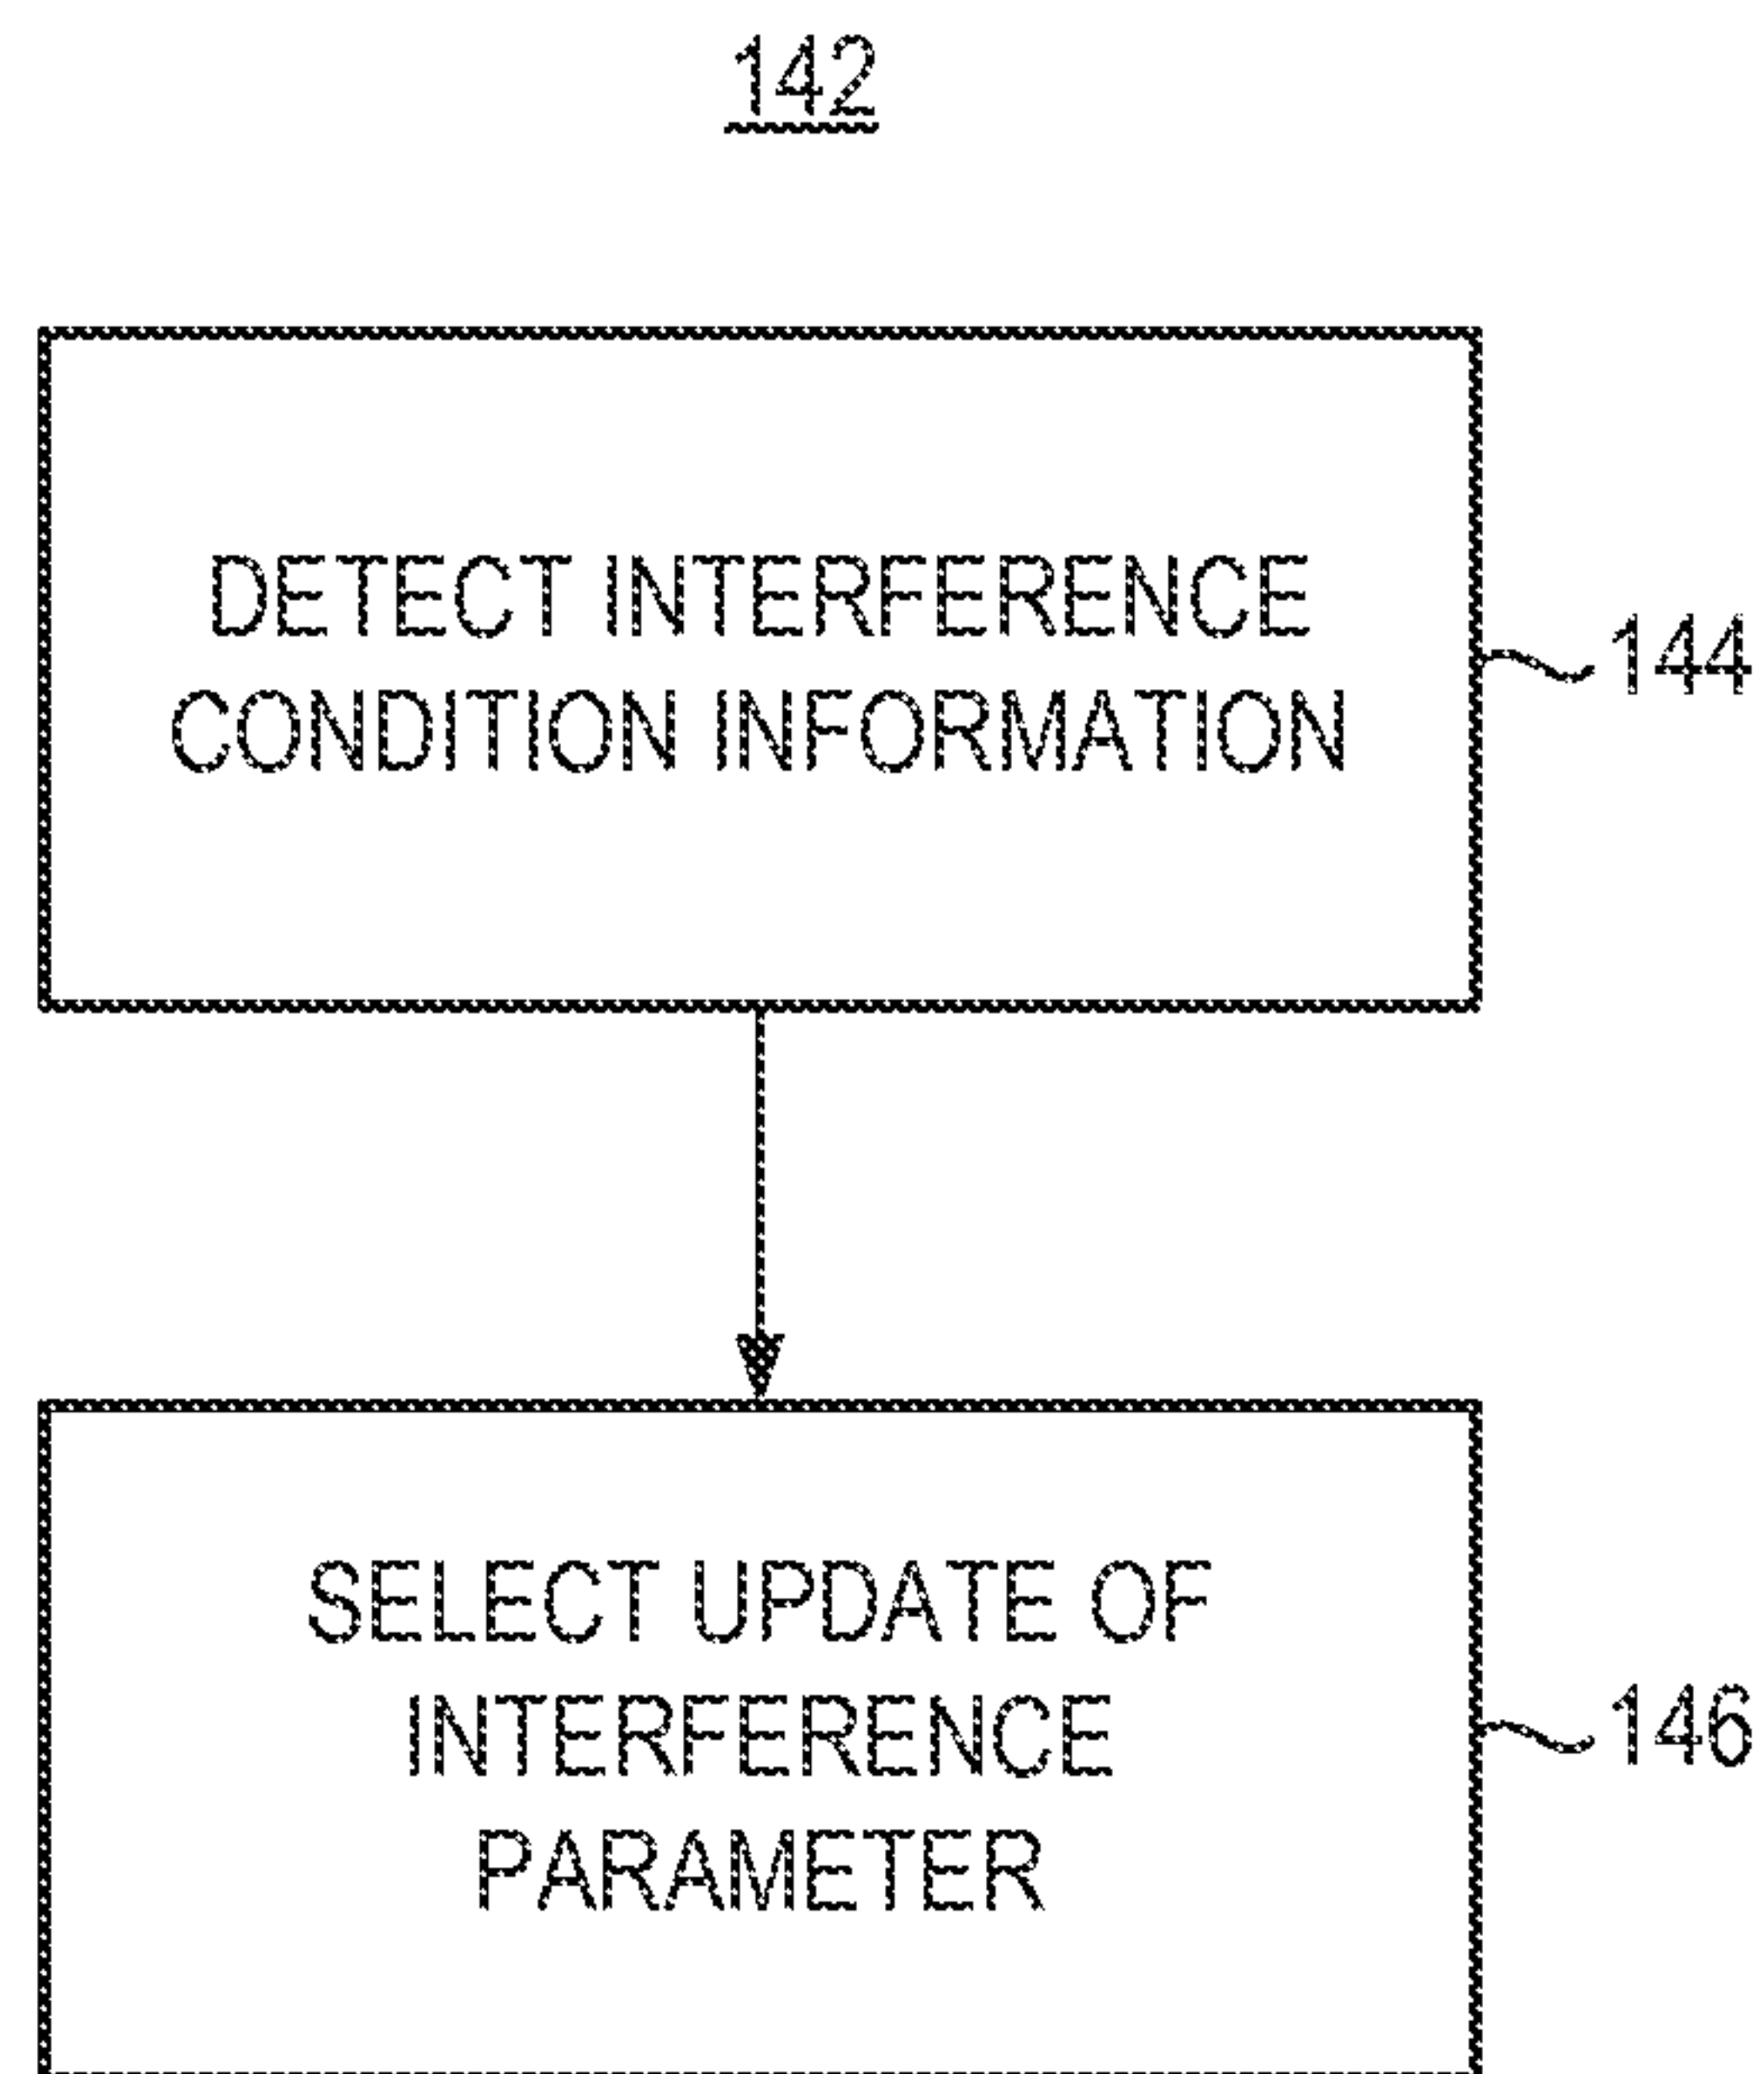 142
DETECT INTERFERENCE
CONDITION INFORMATION
144
SELECT UPDATE OF
INTERFERENCE
PARAMETER
146